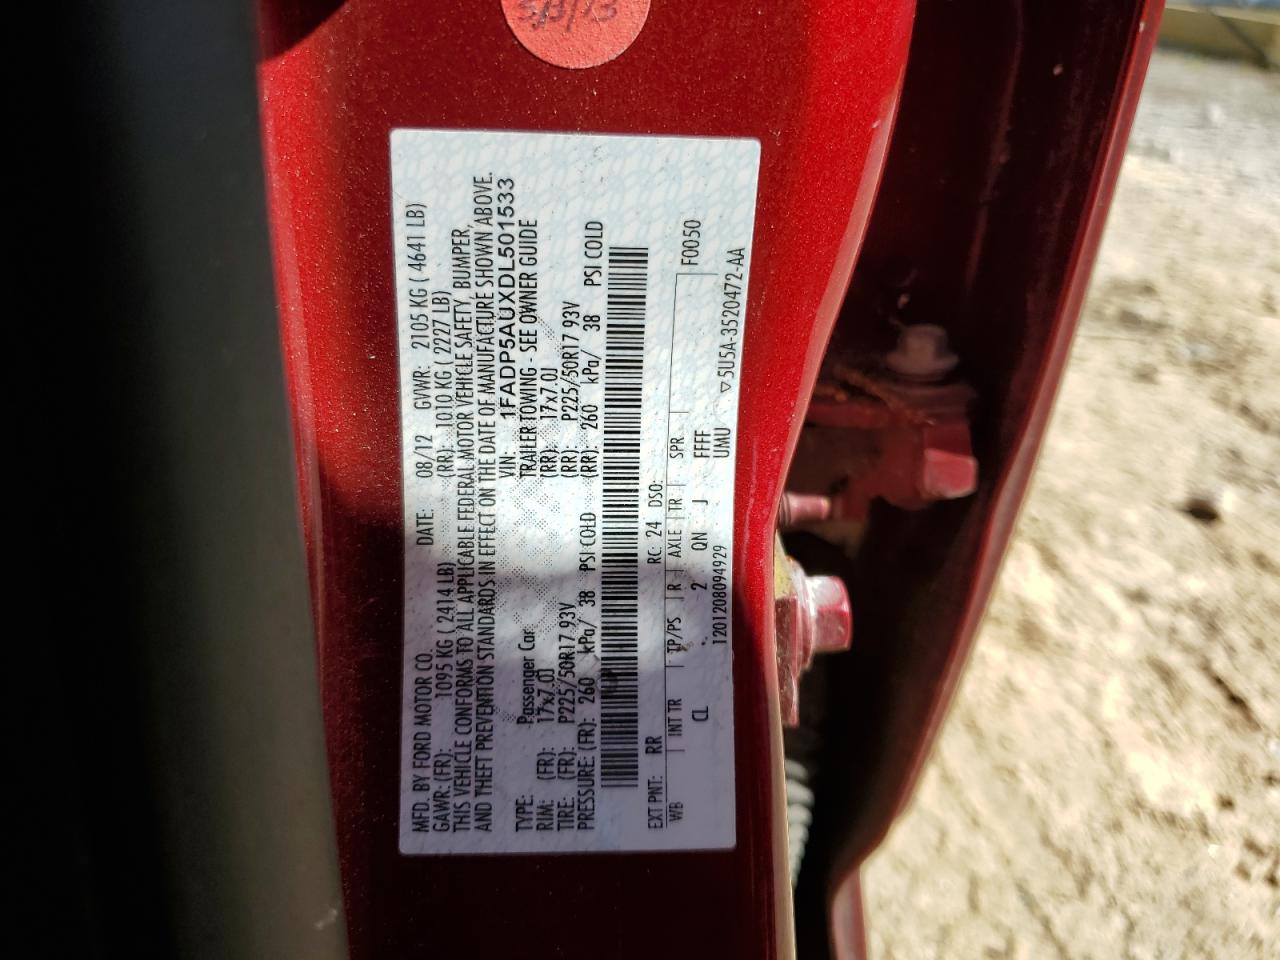 5/3/13
MFD. BY FORD MOTOR CO. DATE: 08/12 GVWR: 2105 KG ( 4641 LB)
GAWR:(FR): 1095 KG ( 2414 LB) (RR): 1010 KG ( 2227 LB)
THIS VEHICLE CONFORMS TO ALL APPLICABLE FEDERAL MOTOR VEHICLE SAFETY, BUMPER,
AND THEFT PREVENTION STANDARDS IN EFFECT ON THE DATE OF MANUFACTURE SHOWN ABOVE.
VIN: 1FADP5AUXDL501533
TYPE: Passenger Car TRAILER TOWING - SEE OWNER GUIDE
RIM: (FR): 17x7.0J (RR): 17x7.0J
TIRE: (FR): P225/50R17 93V (RR): P225/50R17 93V
PRESSURE: (FR): 260 kPa/ 38 PSI COLD (RR): 260 kPa/ 38 PSI COLD
EXT PNT: RR RC: 24 DSO:
WB INT TR TP/PS R AXLE TR SPR F0050
CL 2 QN J FFFF
1201208094929 UMU ▽5U5A-3520472-AA